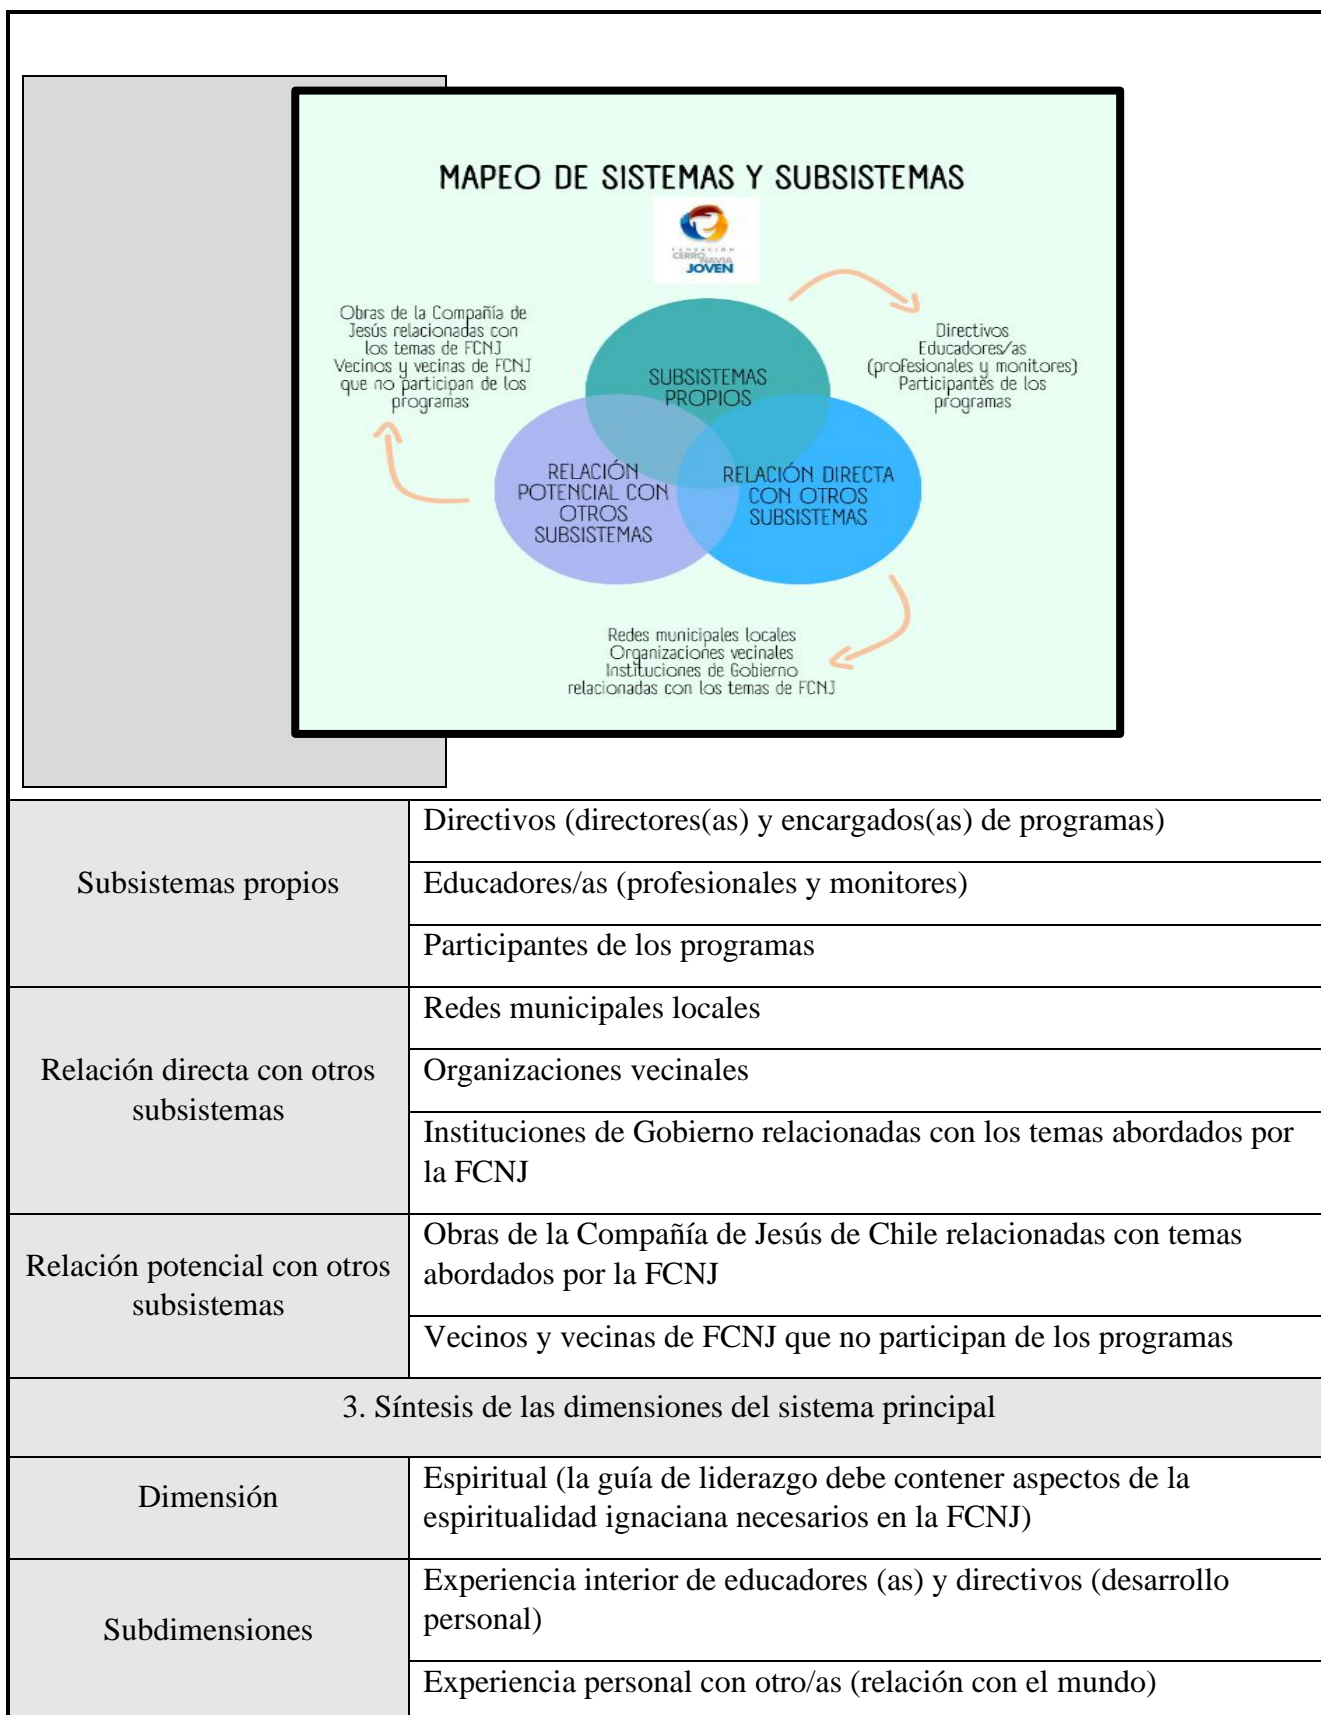 MAPEO DE SISTEMAS Y SUBSISTEMAS
FUNDACIÓN
CERRO
NAVIA
JOVEN
Obras de la Compañía de
Jesús relacionadas con
los temas de FCNJ
Vecinos y vecinas de FCNJ
que no participan de los
programas
Directivos
Educadores/as
(profesionales y monitores)
Participantes de los
programas
SUBSISTEMAS
PROPIOS
RELACIÓN
POTENCIAL CON
OTROS
SUBSISTEMAS
RELACIÓN DIRECTA
CON OTROS
SUBSISTEMAS
Redes municipales locales
Organizaciones vecinales
Instituciones de Gobierno
relacionadas con los temas de FCNJ
Subsistemas propios
Directivos (directores(as) y encargados(as) de programas)
Educadores/as (profesionales y monitores)
Participantes de los programas
Relación directa con otros
subsistemas
Redes municipales locales
Organizaciones vecinales
Instituciones de Gobierno relacionadas con los temas abordados por
la FCNJ
Relación potencial con otros
subsistemas
Obras de la Compañía de Jesús de Chile relacionadas con temas
abordados por la FCNJ
Vecinos y vecinas de FCNJ que no participan de los programas
3. Síntesis de las dimensiones del sistema principal
Dimensión
Espiritual (la guía de liderazgo debe contener aspectos de la
espiritualidad ignaciana necesarios en la FCNJ)
Subdimensiones
Experiencia interior de educadores (as) y directivos (desarrollo
personal)
Experiencia personal con otro/as (relación con el mundo)